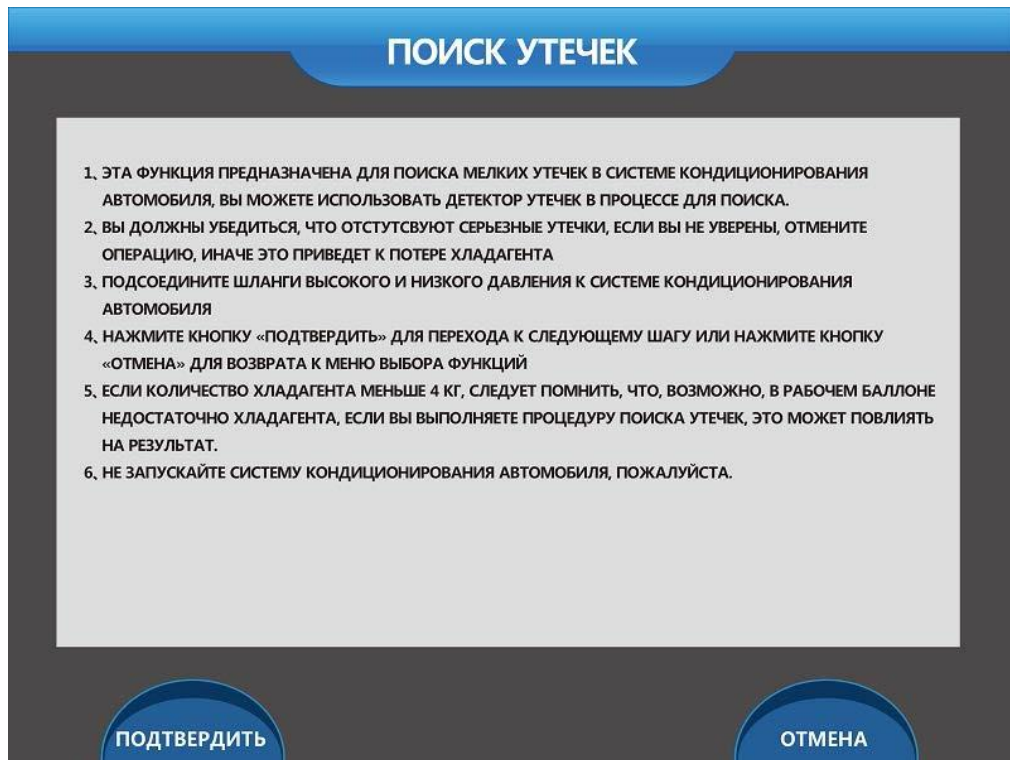 ПОИСК УТЕЧЕК
1、ЭТА ФУНКЦИЯ ПРЕДНАЗНАЧЕНА ДЛЯ ПОИСКА МЕЛКИХ УТЕЧЕК В СИСТЕМЕ КОНДИЦИОНИРОВАНИЯ
АВТОМОБИЛЯ, ВЫ МОЖЕТЕ ИСПОЛЬЗОВАТЬ ДЕТЕКТОР УТЕЧЕК В ПРОЦЕССЕ ДЛЯ ПОИСКА.
2、ВЫ ДОЛЖНЫ УБЕДИТЬСЯ, ЧТО ОТСТУТСВУЮТ СЕРЬЕЗНЫЕ УТЕЧКИ, ЕСЛИ ВЫ НЕ УВЕРЕНЫ, ОТМЕНИТЕ
ОПЕРАЦИЮ, ИНАЧЕ ЭТО ПРИВЕДЕТ К ПОТЕРЕ ХЛАДАГЕНТА
3、ПОДСОЕДИНИТЕ ШЛАНГИ ВЫСОКОГО И НИЗКОГО ДАВЛЕНИЯ К СИСТЕМЕ КОНДИЦИОНИРОВАНИЯ
АВТОМОБИЛЯ
4、НАЖМИТЕ КНОПКУ «ПОДТВЕРДИТЬ» ДЛЯ ПЕРЕХОДА К СЛЕДУЮЩЕМУ ШАГУ ИЛИ НАЖМИТЕ КНОПКУ
«ОТМЕНА» ДЛЯ ВОЗВРАТА К МЕНЮ ВЫБОРА ФУНКЦИЙ
5、ЕСЛИ КОЛИЧЕСТВО ХЛАДАГЕНТА МЕНЬШЕ 4 КГ, СЛЕДУЕТ ПОМНИТЬ, ЧТО, ВОЗМОЖНО, В РАБОЧЕМ БАЛЛОНЕ
НЕДОСТАТОЧНО ХЛАДАГЕНТА, ЕСЛИ ВЫ ВЫПОЛНЯЕТЕ ПРОЦЕДУРУ ПОИСКА УТЕЧЕК, ЭТО МОЖЕТ ПОВЛИЯТЬ
НА РЕЗУЛЬТАТ.
6、НЕ ЗАПУСКАЙТЕ СИСТЕМУ КОНДИЦИОНИРОВАНИЯ АВТОМОБИЛЯ, ПОЖАЛУЙСТА.
ПОДТВЕРДИТЬ
ОТМЕНА